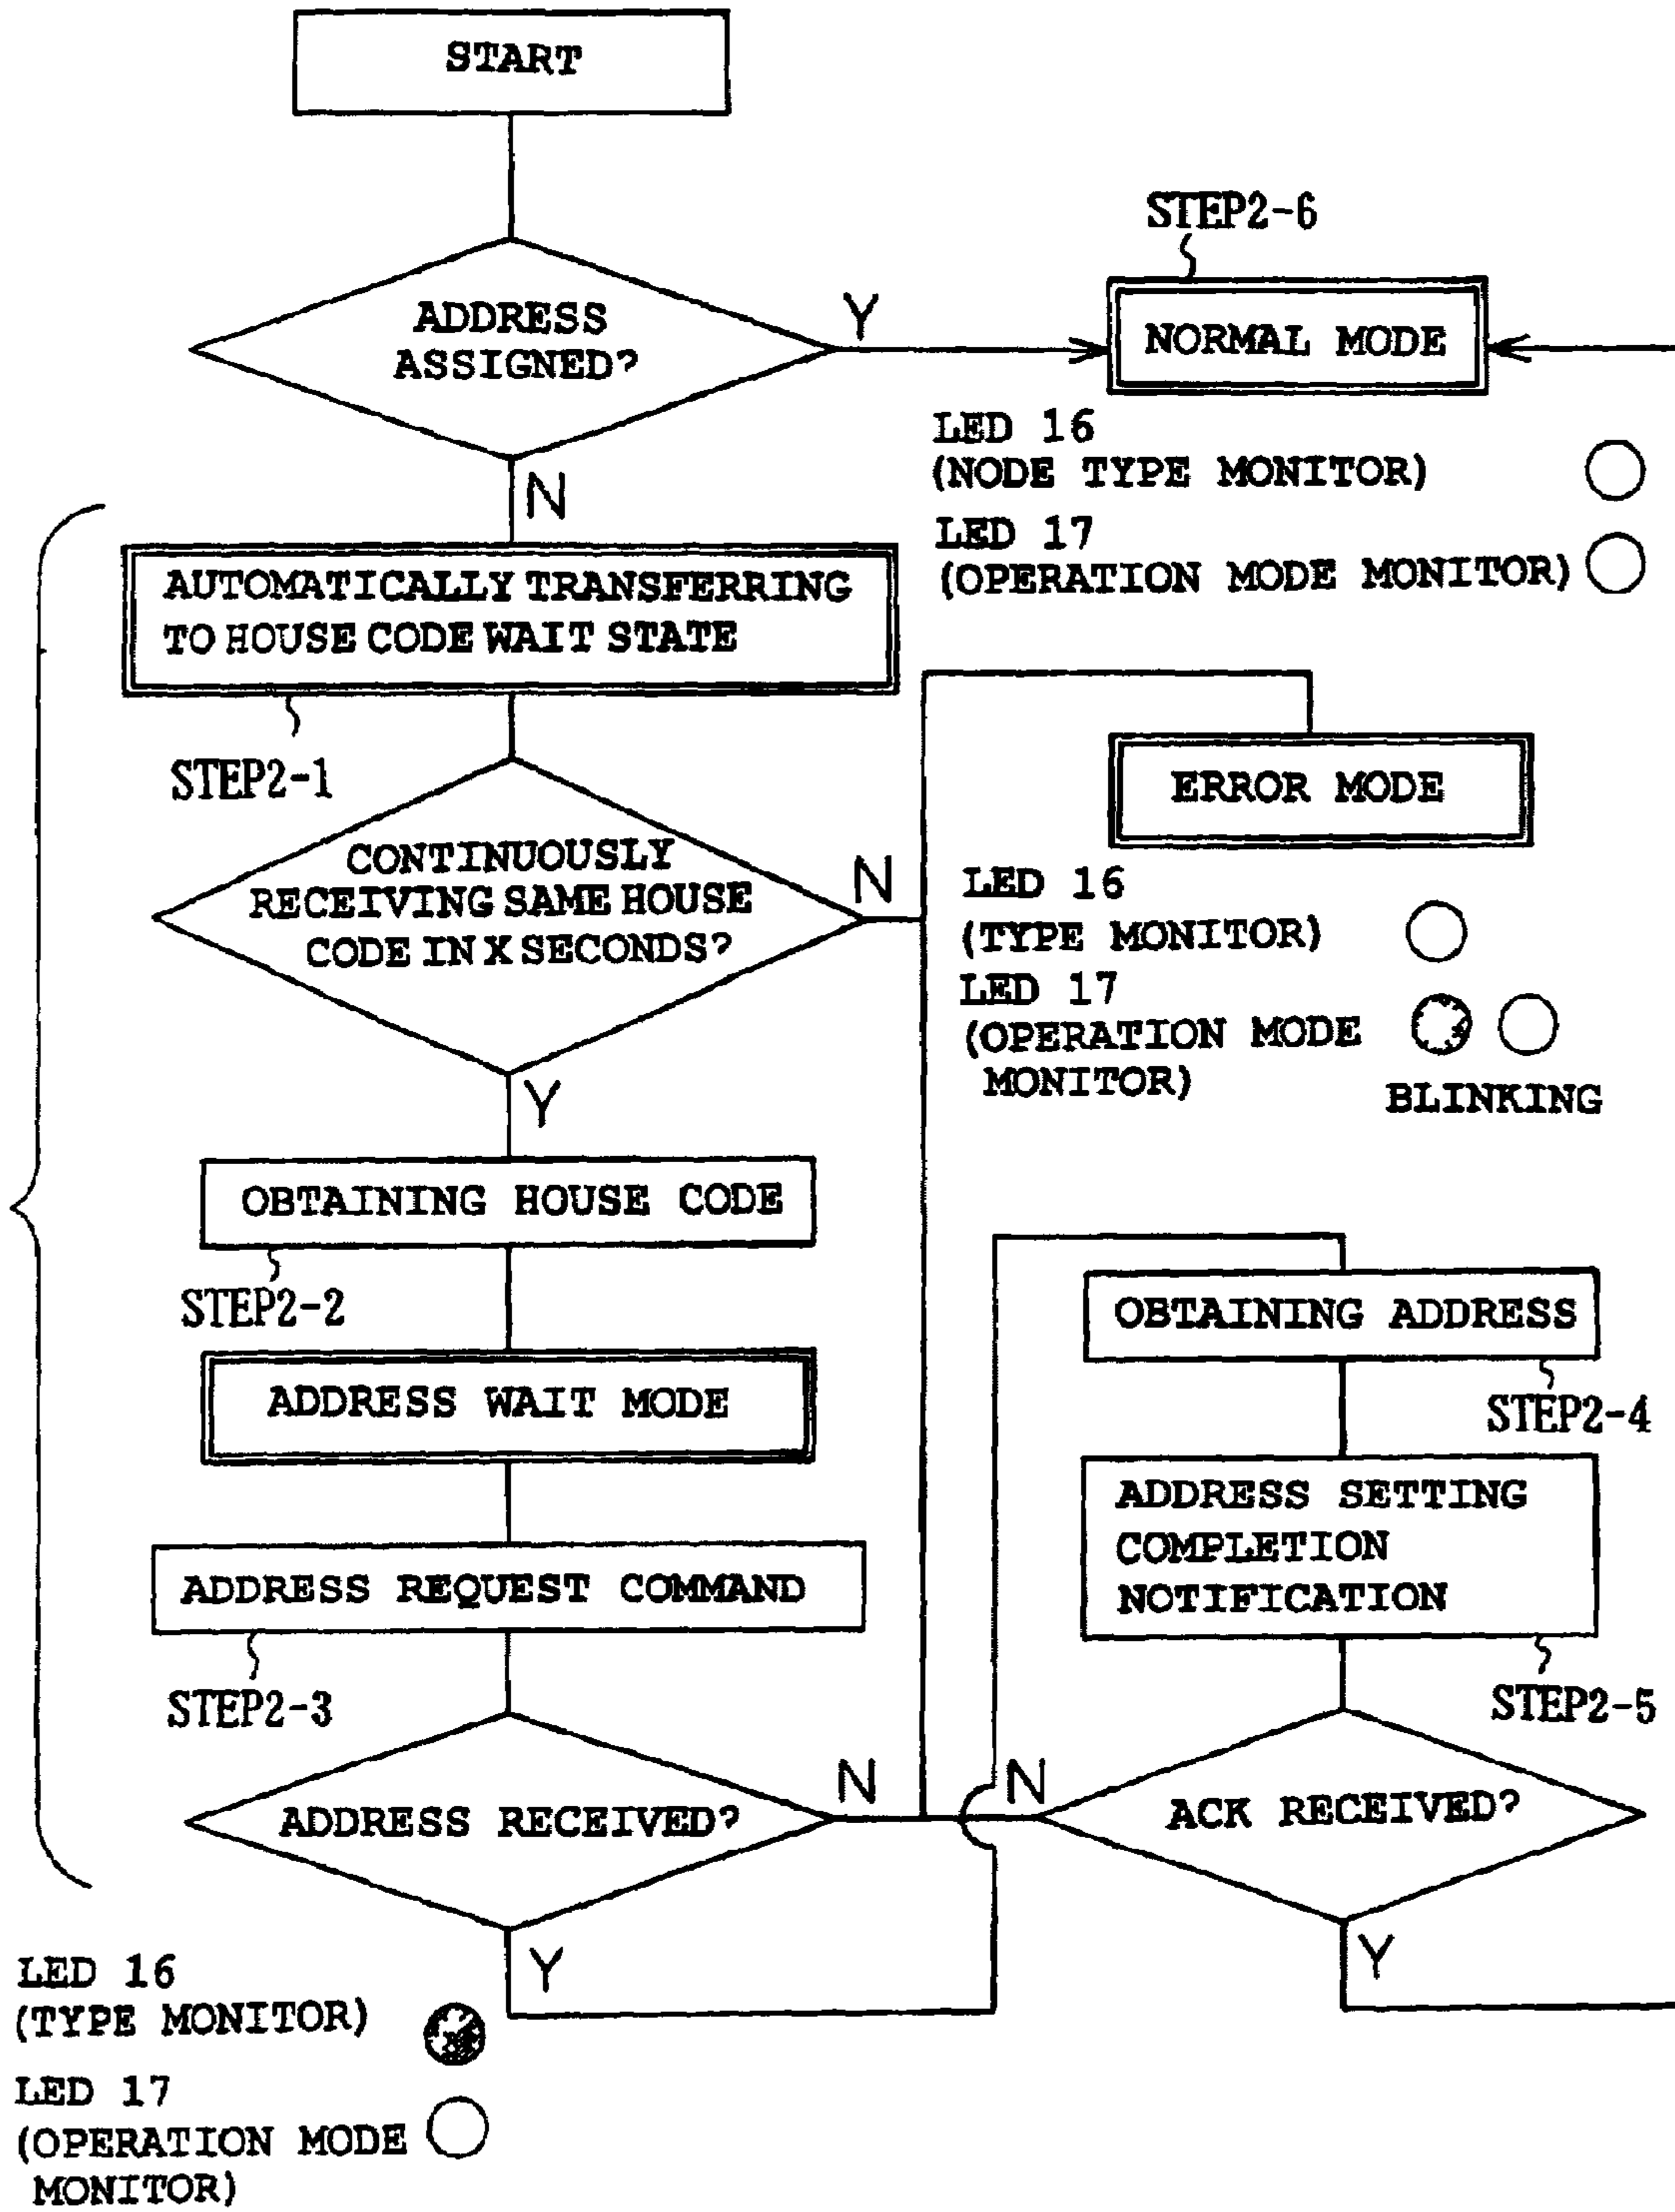 START
STEP2-6
ADDRESS
ASSIGNED?
Y
NORMAL MODE
LED 16
(NODE TYPE MONITOR)
LED 17
(OPERATION MODE MONITOR)
N
AUTOMATICALLY TRANSFERRING
TO HOUSE CODE WAIT STATE
STEP2-1
ERROR MODE
CONTINUOUSLY
RECEIVING SAME HOUSE
CODE IN X SECONDS?
N
LED 16
(TYPE MONITOR)
LED 17
(OPERATION MODE
MONITOR)
BLINKING
Y
OBTAINING HOUSE CODE
STEP2-2
ADDRESS WAIT MODE
ADDRESS REQUEST COMMAND
STEP2-3
ADDRESS RECEIVED?
N
Y
OBTAINING ADDRESS
STEP2-4
ADDRESS SETTING
COMPLETION
NOTIFICATION
STEP2-5
N
ACK RECEIVED?
Y
LED 16
(TYPE MONITOR)
LED 17
(OPERATION MODE
MONITOR)